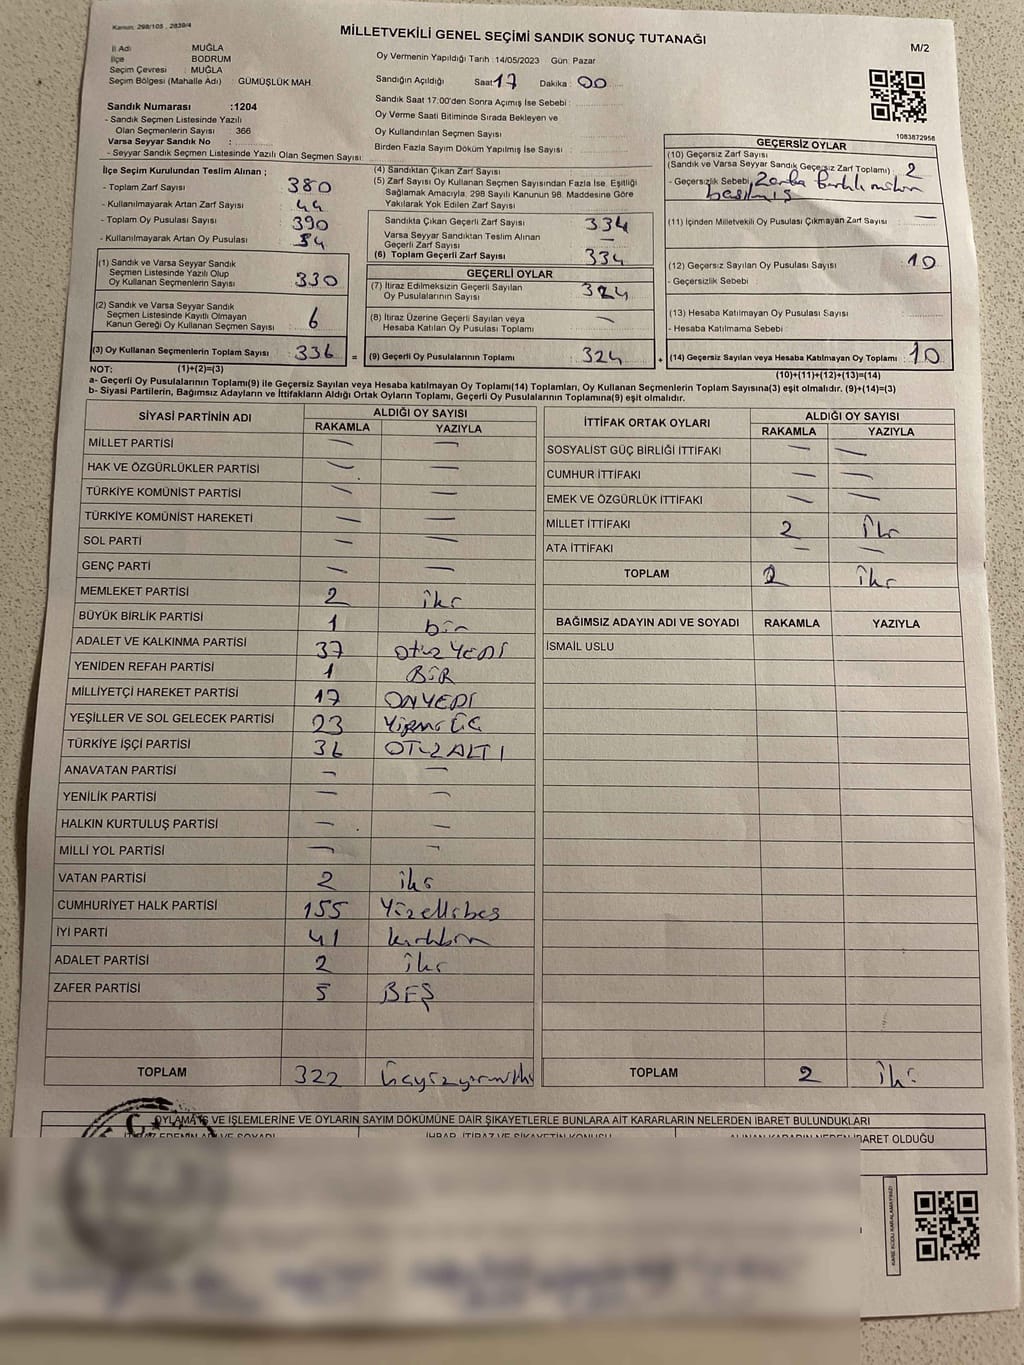 Kanun: 298/105 , 2839/4
MİLLETVEKİLİ GENEL SEÇİMİ SANDIK SONUÇ TUTANAĞI
M/2
İl Adı MUĞLA
İlçe BODRUM
Seçim Çevresi : MUĞLA
Seçim Bölgesi (Mahalle Adı) : GÜMÜŞLÜK MAH.
Sandık Numarası :1204
- Sandık Seçmen Listesinde Yazılı
Olan Seçmenlerin Sayısı : 366
Varsa Seyyar Sandık No :
- Seyyar Sandık Seçmen Listesinde Yazılı Olan Seçmen Sayısı
Oy Vermenin Yapıldığı Tarih :14/05/2023 Gün: Pazar
Sandığın Açıldığı Saat 17 Dakika : 00
Sandık Saat 17.00'den Sonra Açımış İse Sebebi :
Oy Verme Saati Bitiminde Sırada Bekleyen ve
Oy Kullandırılan Seçmen Sayısı
Birden Fazla Sayım Döküm Yapılmış İse Sayısı :
1083872958
İlçe Seçim Kurulundan Teslim Alınan ;
- Toplam Zarf Sayısı 380
- Kullanılmayarak Artan Zarf Sayısı : 44
- Toplam Oy Pusulası Sayısı : 390
- Kullanılmayarak Artan Oy Pusulası : 54
(1) Sandık ve Varsa Seyyar Sandık
Seçmen Listesinde Yazılı Olup
Oy Kullanan Seçmenlerin Sayısı : 330
(2) Sandık ve Varsa Seyyar Sandık
Seçmen Listesinde Kayıtlı Olmayan
Kanun Gereği Oy Kullanan Seçmen Sayısı : 6
(3) Oy Kullanan Seçmenlerin Toplam Sayısı : 336 =
(4) Sandıktan Çıkan Zarf Sayısı
(5) Zarf Sayısı Oy Kullanan Seçmen Sayısından Fazla İse, Eşitliği
Sağlamak Amacıyla, 298 Sayılı Kanunun 98. Maddesine Göre
Yakılarak Yok Edilen Zarf Sayısı
Sandıkta Çıkan Geçerli Zarf Sayısı : 334
Varsa Seyyar Sandıktan Teslim Alınan
Geçerli Zarf Sayısı —
(6) Toplam Geçerli Zarf Sayısı : 334
GEÇERLİ OYLAR
(7) İtiraz Edilmeksizin Geçerli Sayılan
Oy Pusulalarının Sayısı : 324
(8) İtiraz Üzerine Geçerli Sayılan veya
Hesaba Katılan Oy Pusulası Toplamı —
(9) Geçerli Oy Pusulalarının Toplamı : 324 +
GEÇERSİZ OYLAR
(10) Geçersiz Zarf Sayısı
(Sandık ve Varsa Seyyar Sandık Geçersiz Zarf Toplamı) : 2
- Geçersizlik Sebebi
(11) İçinden Milletvekili Oy Pusulası Çıkmayan Zarf Sayısı : —
(12) Geçersiz Sayılan Oy Pusulası Sayısı : 10
- Geçersizlik Sebebi
(13) Hesaba Katılmayan Oy Pusulası Sayısı
- Hesaba Katılmama Sebebi
(14) Geçersiz Sayılan veya Hesaba Katılmayan Oy Toplamı : 10
NOT: (1)+(2)=(3)
(10)+(11)+(12)+(13)=(14)
a- Geçerli Oy Pusulalarının Toplamı(9) ile Geçersiz Sayılan veya Hesaba katılmayan Oy Toplamı(14) Toplamları, Oy Kullanan Seçmenlerin Toplam Sayısına(3) eşit olmalıdır. (9)+(14)=(3)
b- Siyasi Partilerin, Bağımsız Adayların ve İttifakların Aldığı Ortak Oyların Toplamı, Geçerli Oy Pusulalarının Toplamına(9) eşit olmalıdır.
SİYASİ PARTİNİN ADI ALDIĞI OY SAYISI
RAKAMLA YAZIYLA
MİLLET PARTİSİ — —
HAK VE ÖZGÜRLÜKLER PARTİSİ — —
TÜRKİYE KOMÜNİST PARTİSİ — —
TÜRKİYE KOMÜNİST HAREKETİ — —
SOL PARTİ — —
GENÇ PARTİ — —
MEMLEKET PARTİSİ 2 iki
BÜYÜK BİRLİK PARTİSİ 1 bir
ADALET VE KALKINMA PARTİSİ 37 OTUZ YEDİ
YENİDEN REFAH PARTİSİ 1 BİR
MİLLİYETÇİ HAREKET PARTİSİ 17 ONYEDİ
YEŞİLLER VE SOL GELECEK PARTİSİ 23 Yirmi Üç
TÜRKİYE İŞÇİ PARTİSİ 36 OTUZ ALTI
ANAVATAN PARTİSİ — —
YENİLİK PARTİSİ — —
HALKIN KURTULUŞ PARTİSİ — —
MİLLİ YOL PARTİSİ — —
VATAN PARTİSİ 2 iki
CUMHURİYET HALK PARTİSİ 155 Yüzellibeş
İYİ PARTİ 41 kırkbir
ADALET PARTİSİ 2 iki
ZAFER PARTİSİ 5 BEŞ
TOPLAM 322 üçyüzyirmiiki
İTTİFAK ORTAK OYLARI ALDIĞI OY SAYISI
RAKAMLA YAZIYLA
SOSYALİST GÜÇ BİRLİĞİ İTTİFAKI — —
CUMHUR İTTİFAKI — —
EMEK VE ÖZGÜRLÜK İTTİFAKI — —
MİLLET İTTİFAKI 2 İki
ATA İTTİFAKI — —
TOPLAM 2 İki
BAĞIMSIZ ADAYIN ADI VE SOYADI RAKAMLA YAZIYLA
İSMAİL USLU
TOPLAM 2 İki
OYLAMA İŞ VE İŞLEMLERİNE VE OYLARIN SAYIM DÖKÜMÜNE DAİR ŞİKAYETLERLE BUNLARA AİT KARARLARIN NELERDEN İBARET BULUNDUKLARI
İHBAR, İTİRAZ VE ŞİKAYETİN KONUSU
ALINAN KARARIN NEDEN İBARET OLDUĞU
KARE KODU KARALAMAYINIZ!